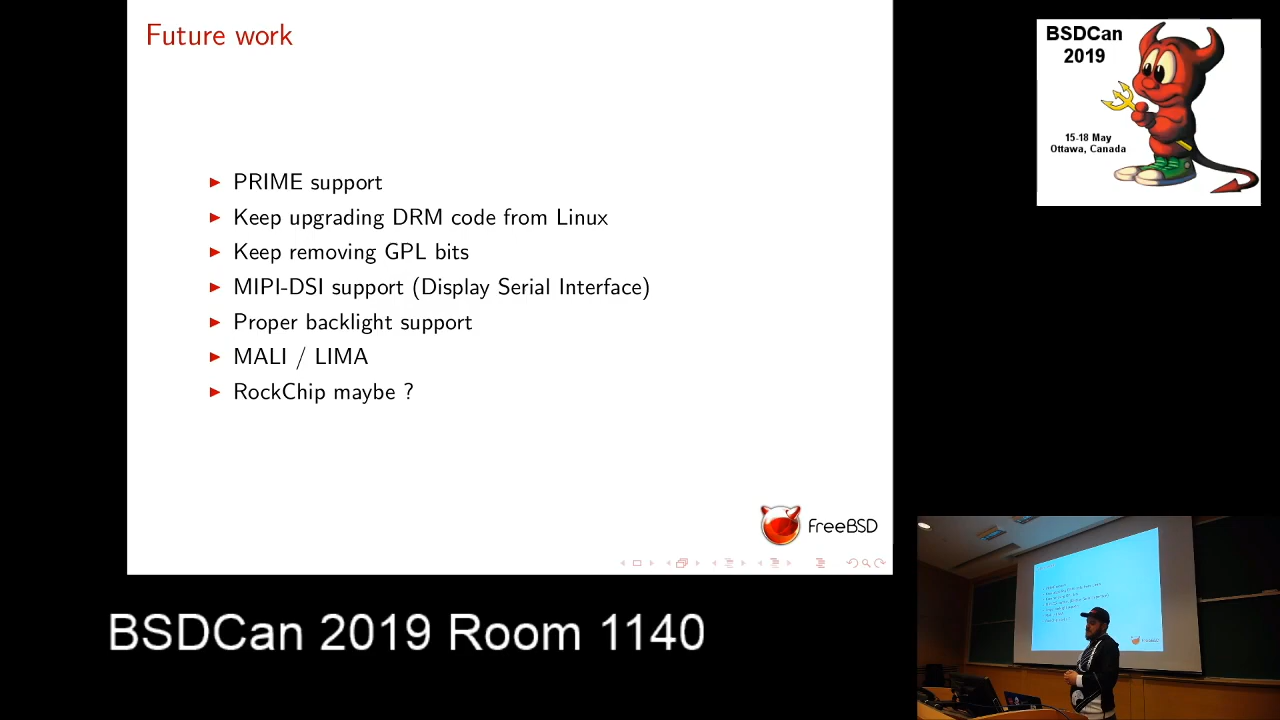 Future work
PRIME support
Keep upgrading DRM code from Linux
Keep removing GPL bits
MIPI-DSI support (Display Serial Interface)
Proper backlight support
MALI / LIMA
RockChip maybe ?
FreeBSD
BSDCan
2019
15-18 May
Ottawa, Canada
BSDCan 2019 Room 1140